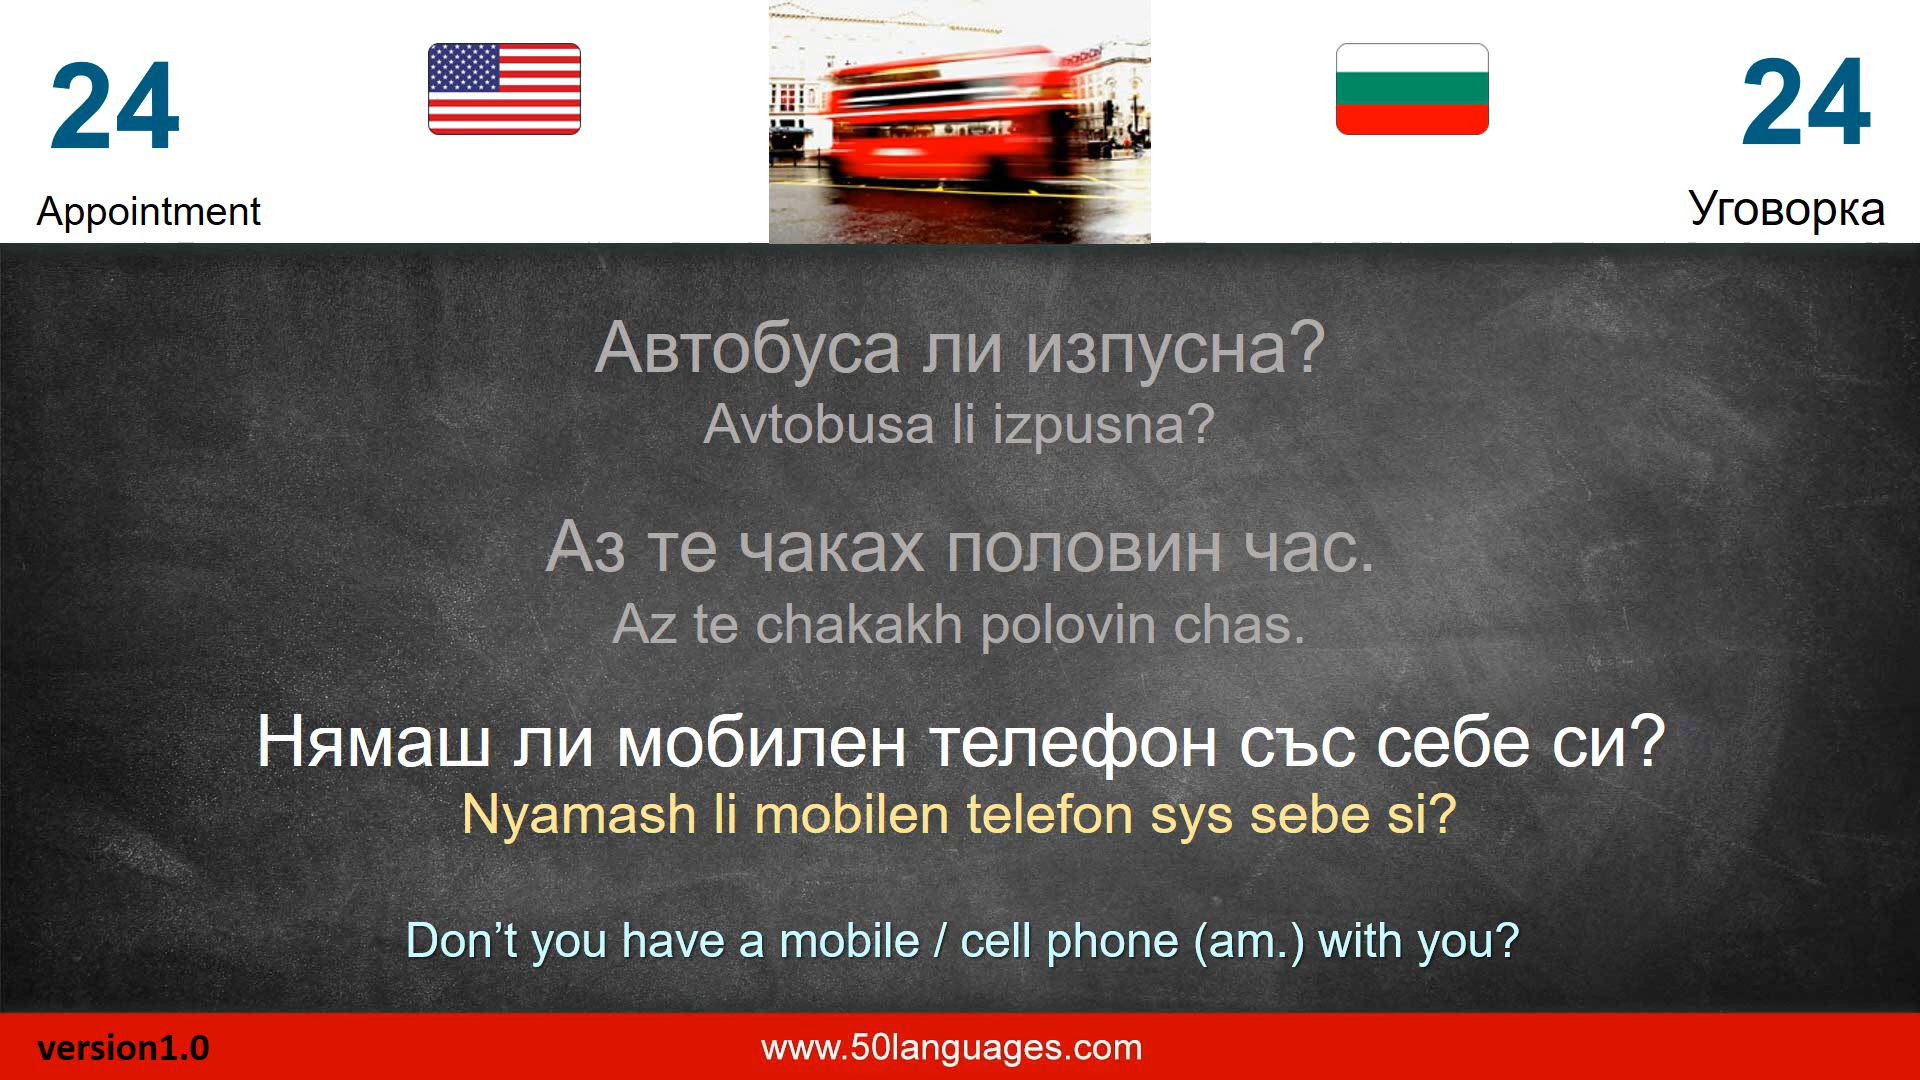 24
24
Appointment
Уговорка
Автобуса ли изпусна?
Avtobusa li izpusna?
Аз те чаках половин час.
Az te chakakh polovin chas.
Нямаш ли мобилен телефон със себе си?
Nyamash li mobilen telefon sys sebe si?
Don’t you have a mobile / cell phone (am.) with you?
version1.0
www.50languages.com